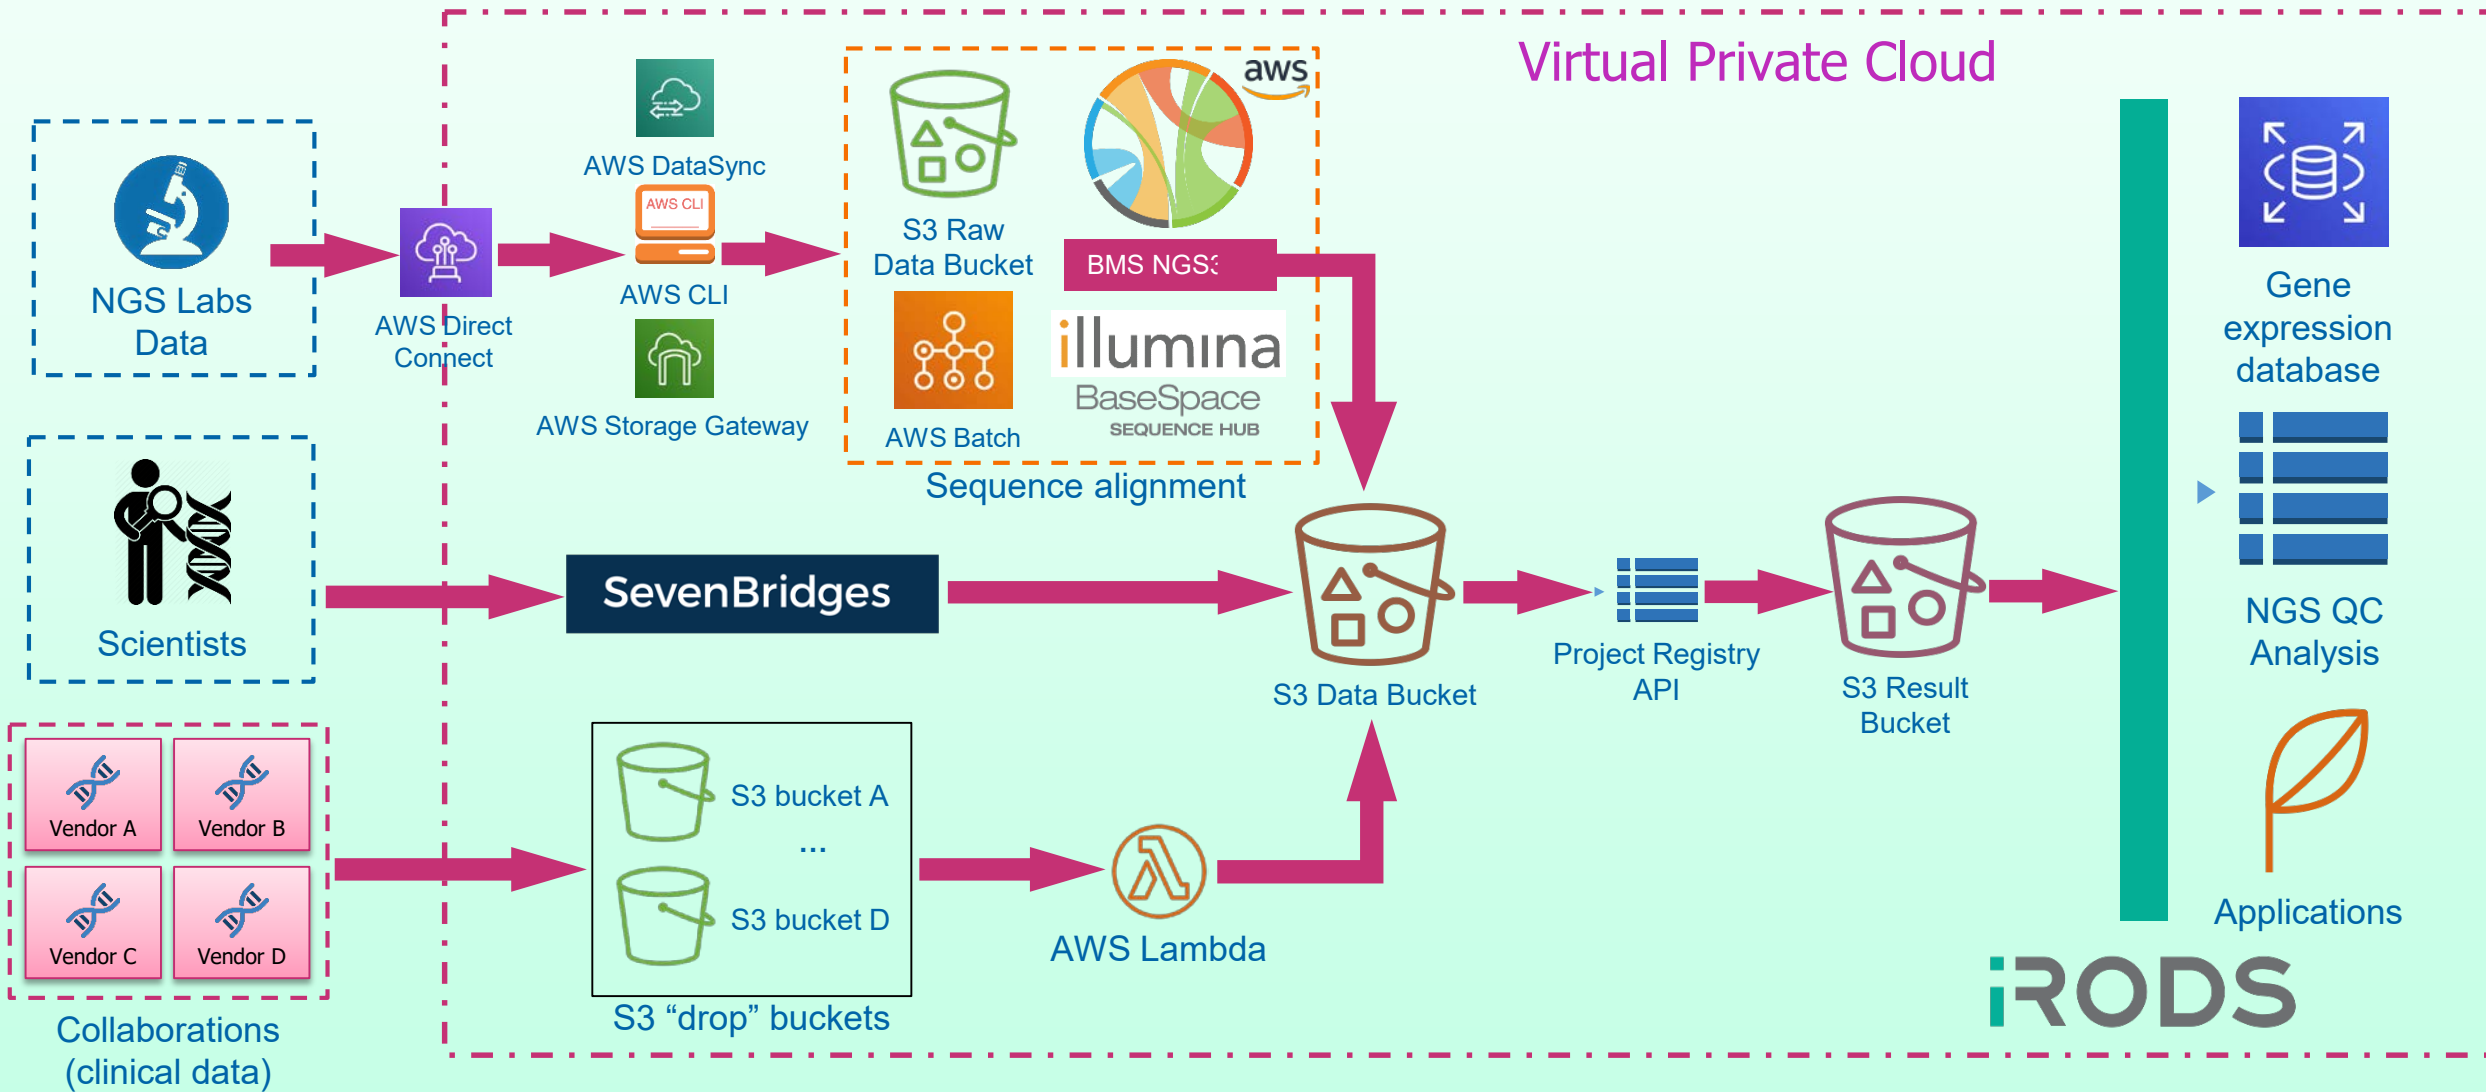 Virtual Private Cloud
aws
AWS DataSync
AWS CLI
AWS CLI
AWS Storage Gateway
NGS Labs
Data
AWS Direct
Connect
S3 Raw
Data Bucket
BMS NGS
illumina
BaseSpace
SEQUENCE HUB
AWS Batch
Sequence alignment
Gene
expression
database
Scientists
SevenBridges
S3 Data Bucket
Project Registry
API
S3 Result
Bucket
NGS QC
Analysis
Vendor A
Vendor B
Vendor C
Vendor D
Collaborations
(clinical data)
S3 bucket A
...
S3 bucket D
S3 “drop” buckets
AWS Lambda
Applications
iRODS